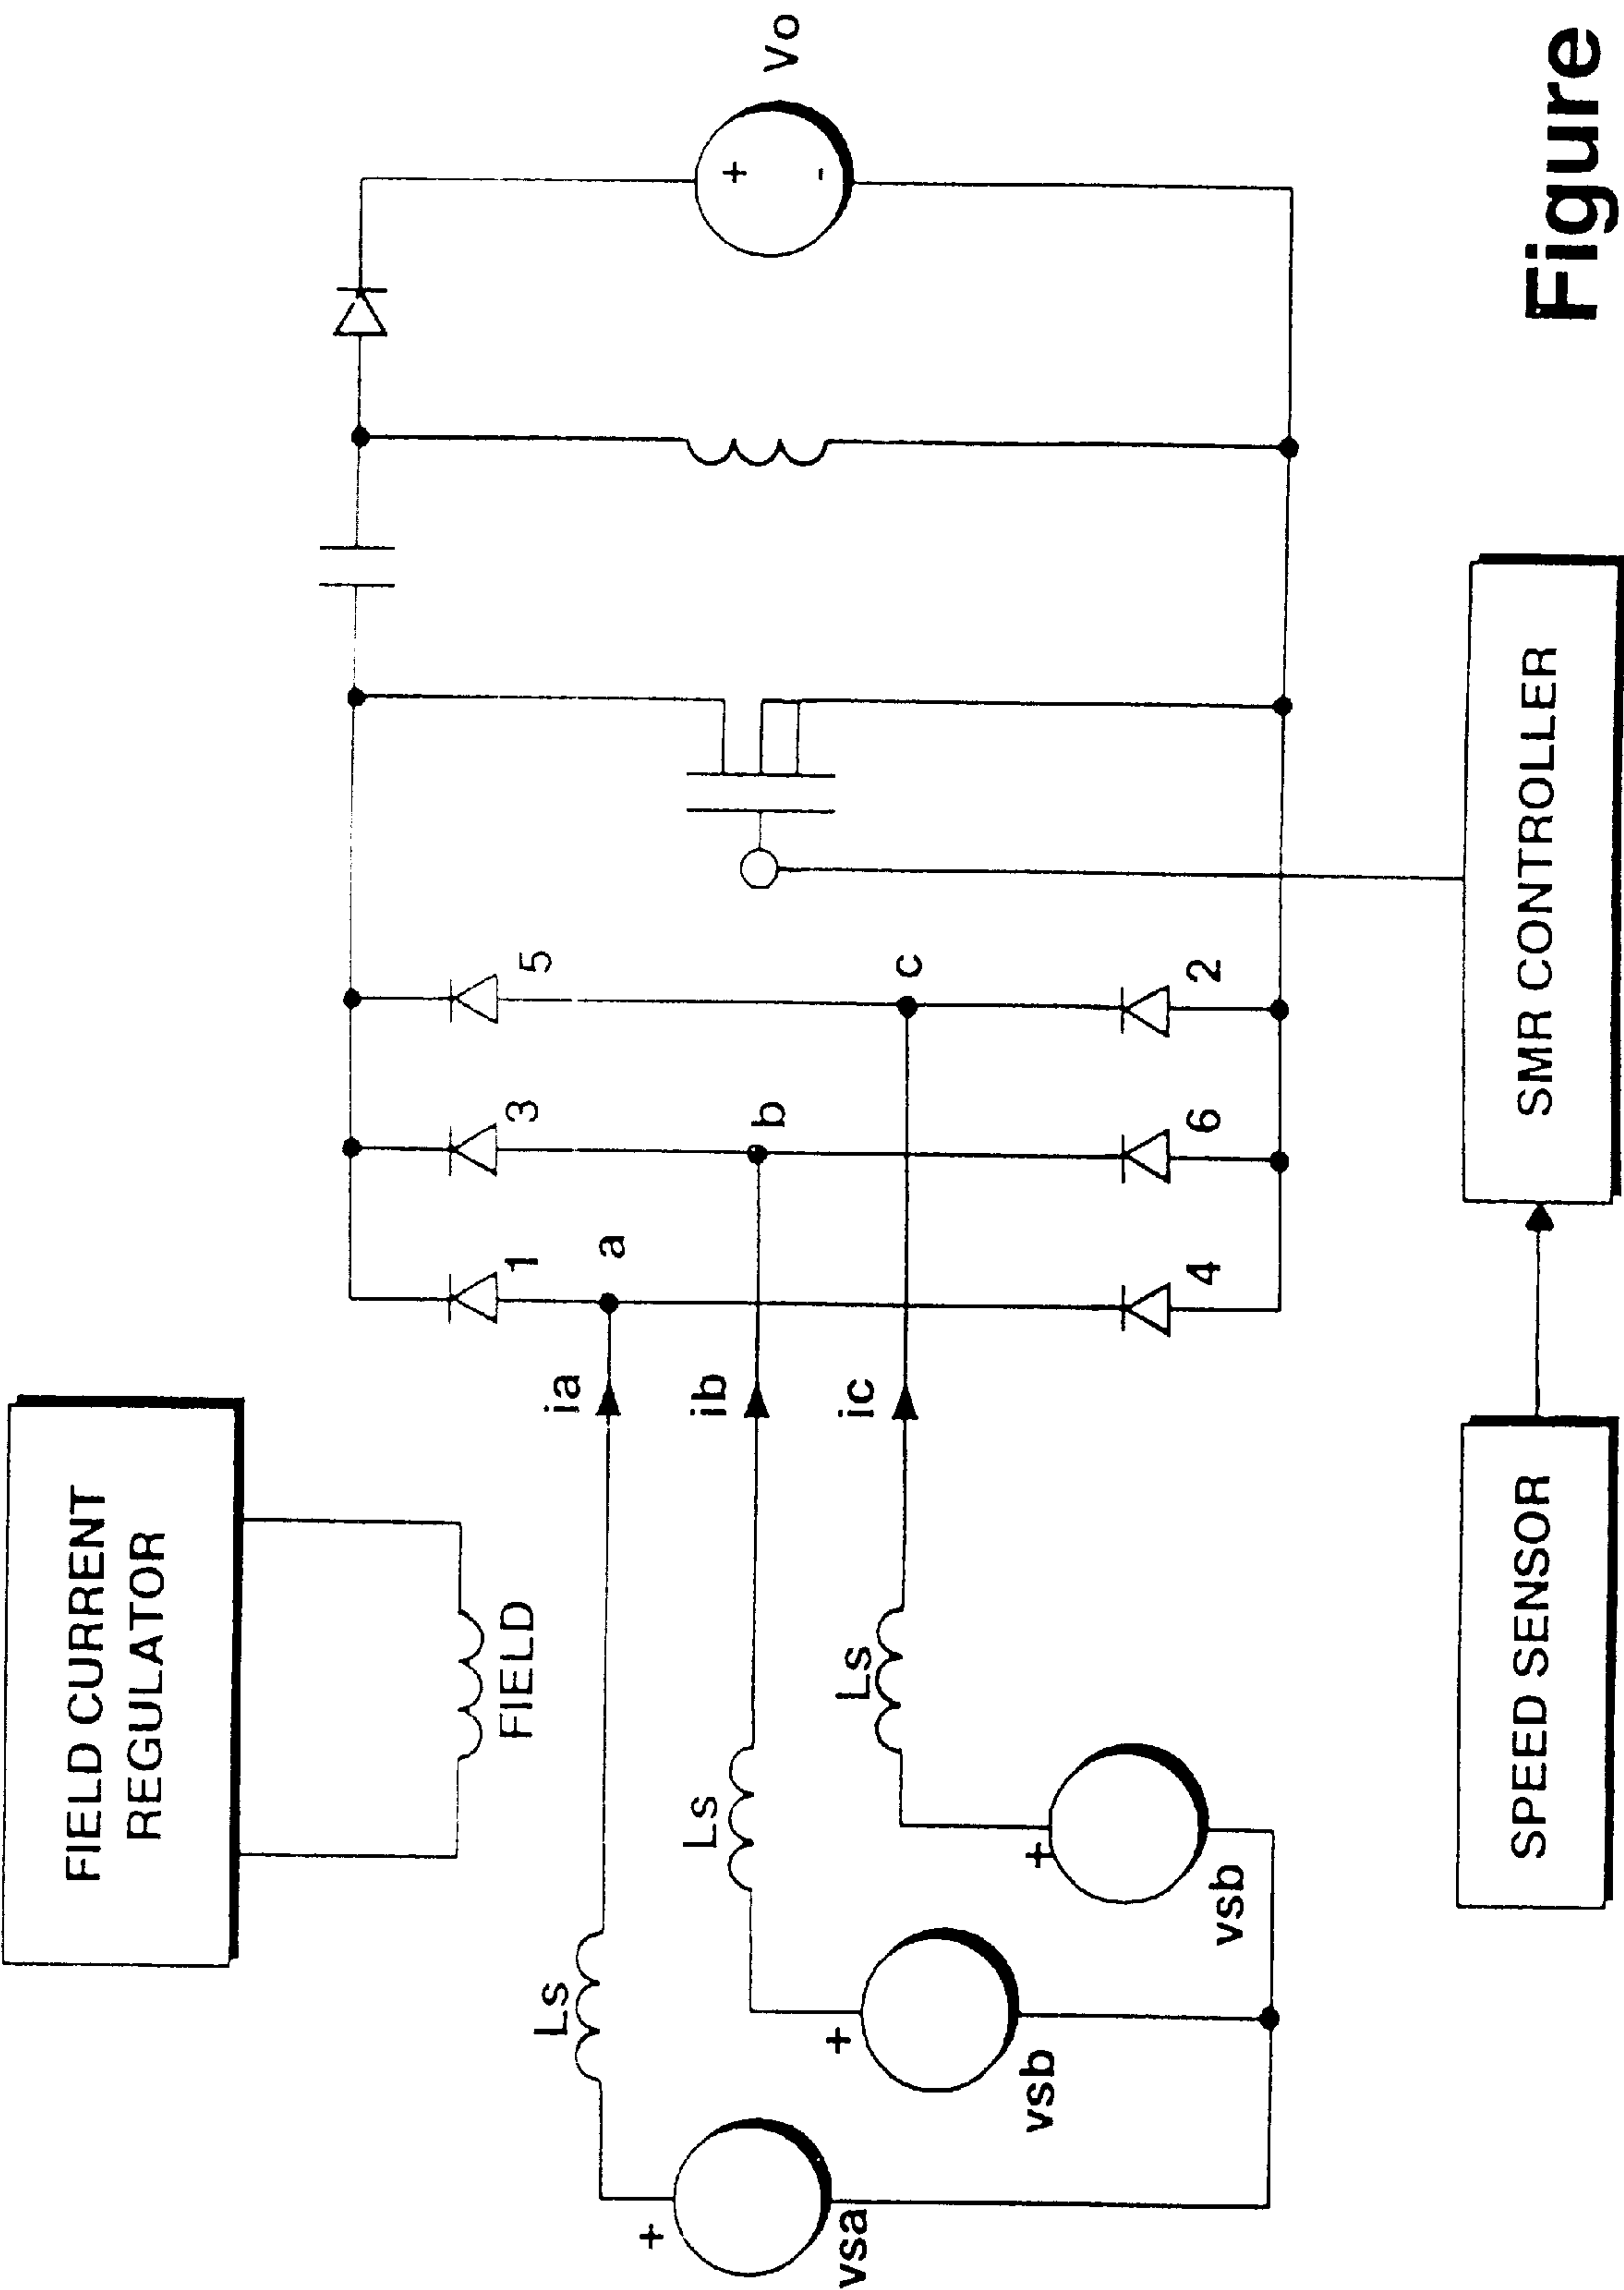 FIELD CURRENT
REGULATOR
FIELD
Ls
Ls
Ls
+
vsa
+
vsb
+
vsb
ia
ib
ic
a
b
c
1
3
5
4
6
2
+
-
Vo
SPEED SENSOR
SMR CONTROLLER
Figure